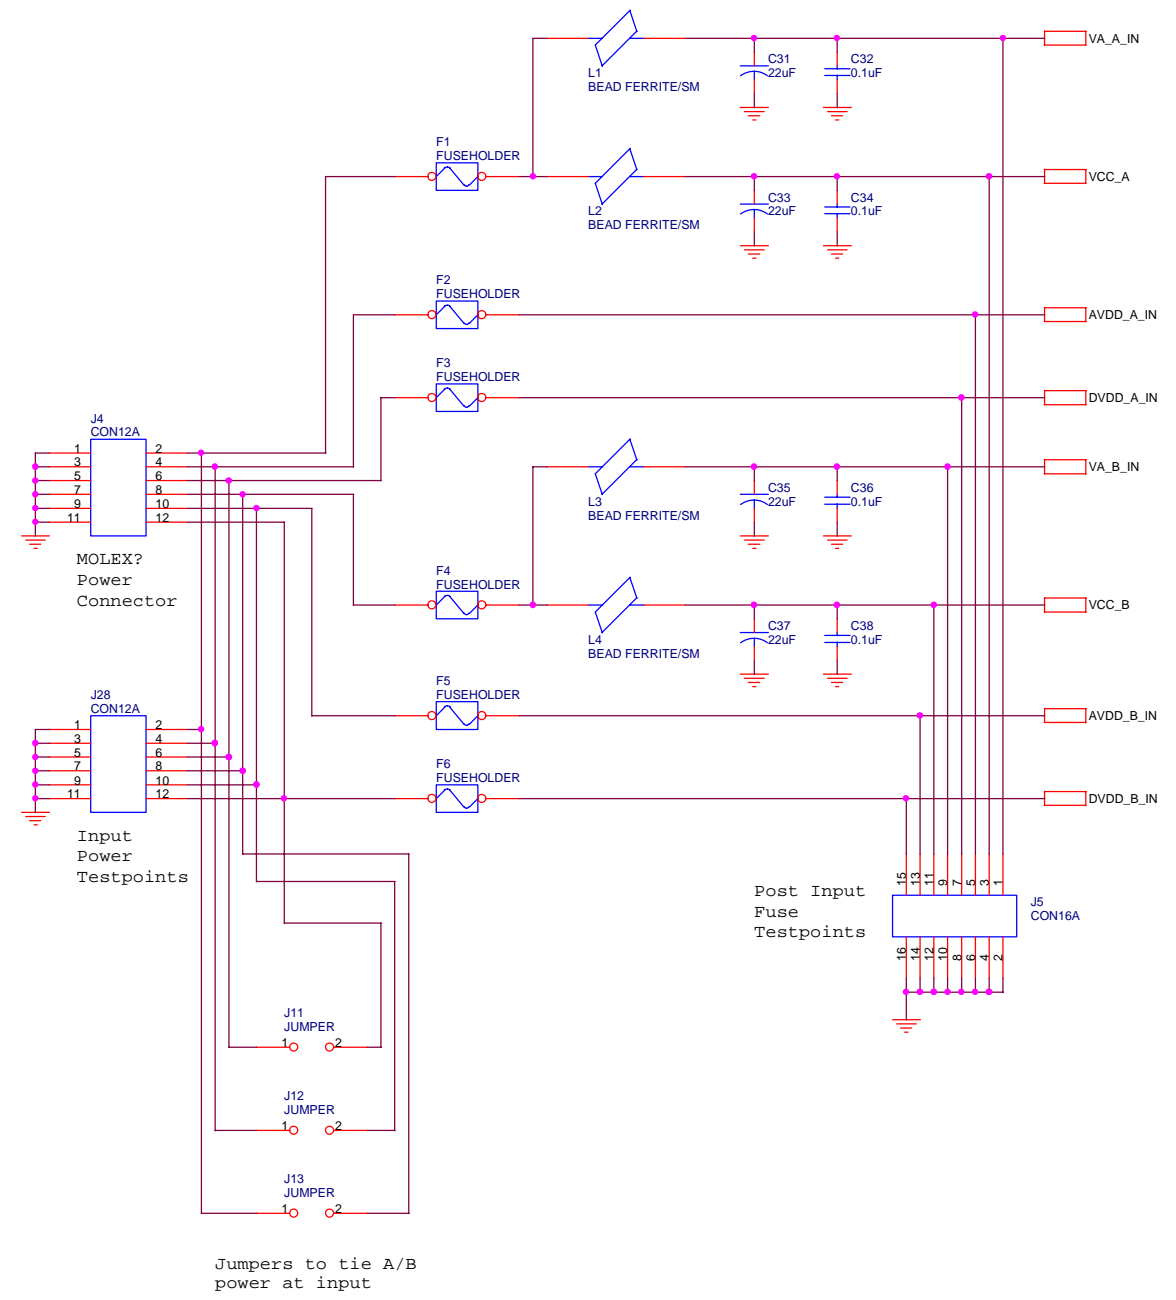 VA_A_IN
C31
22uF
C32
0.1uF
L1
BEAD FERRITE/SM
F1
FUSEHOLDER
VCC_A
C33
22uF
C34
0.1uF
L2
BEAD FERRITE/SM
F2
FUSEHOLDER
AVDD_A_IN
F3
FUSEHOLDER
DVDD_A_IN
J4
CON12A
1 2
3 4
5 6
7 8
9 10
11 12
MOLEX?
Power
Connector
VA_B_IN
C35
22uF
C36
0.1uF
L3
BEAD FERRITE/SM
F4
FUSEHOLDER
VCC_B
C37
22uF
C38
0.1uF
L4
BEAD FERRITE/SM
F5
FUSEHOLDER
AVDD_B_IN
J28
CON12A
1 2
3 4
5 6
7 8
9 10
11 12
Input
Power
Testpoints
F6
FUSEHOLDER
DVDD_B_IN
Post Input
Fuse
Testpoints
15 13 11 9 7 5 3 1
J5
CON16A
16 14 12 10 8 6 4 2
J11
JUMPER
1 2
J12
JUMPER
1 2
J13
JUMPER
1 2
Jumpers to tie A/B
power at input